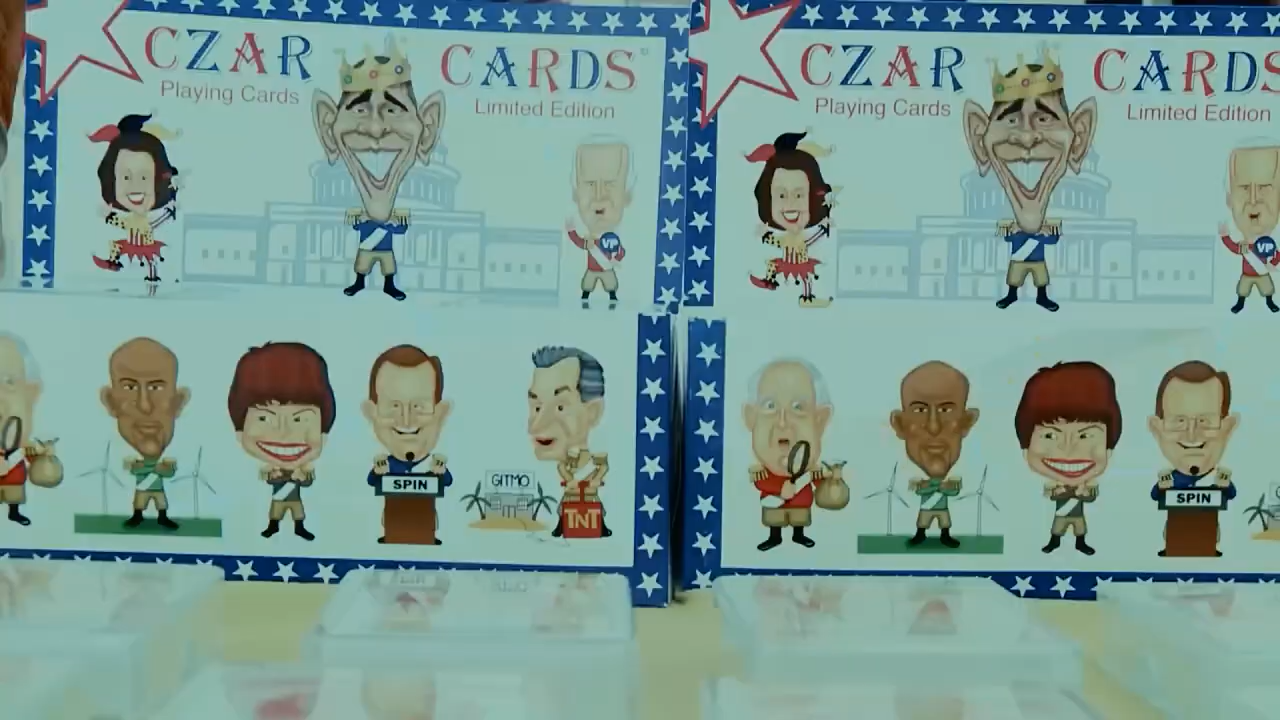 CZAR CARDS
Playing Cards
Limited Edition
VP
SPIN
GITMO
TNT
CZAR CARDS
Playing Cards
Limited Edition
VP
SPIN